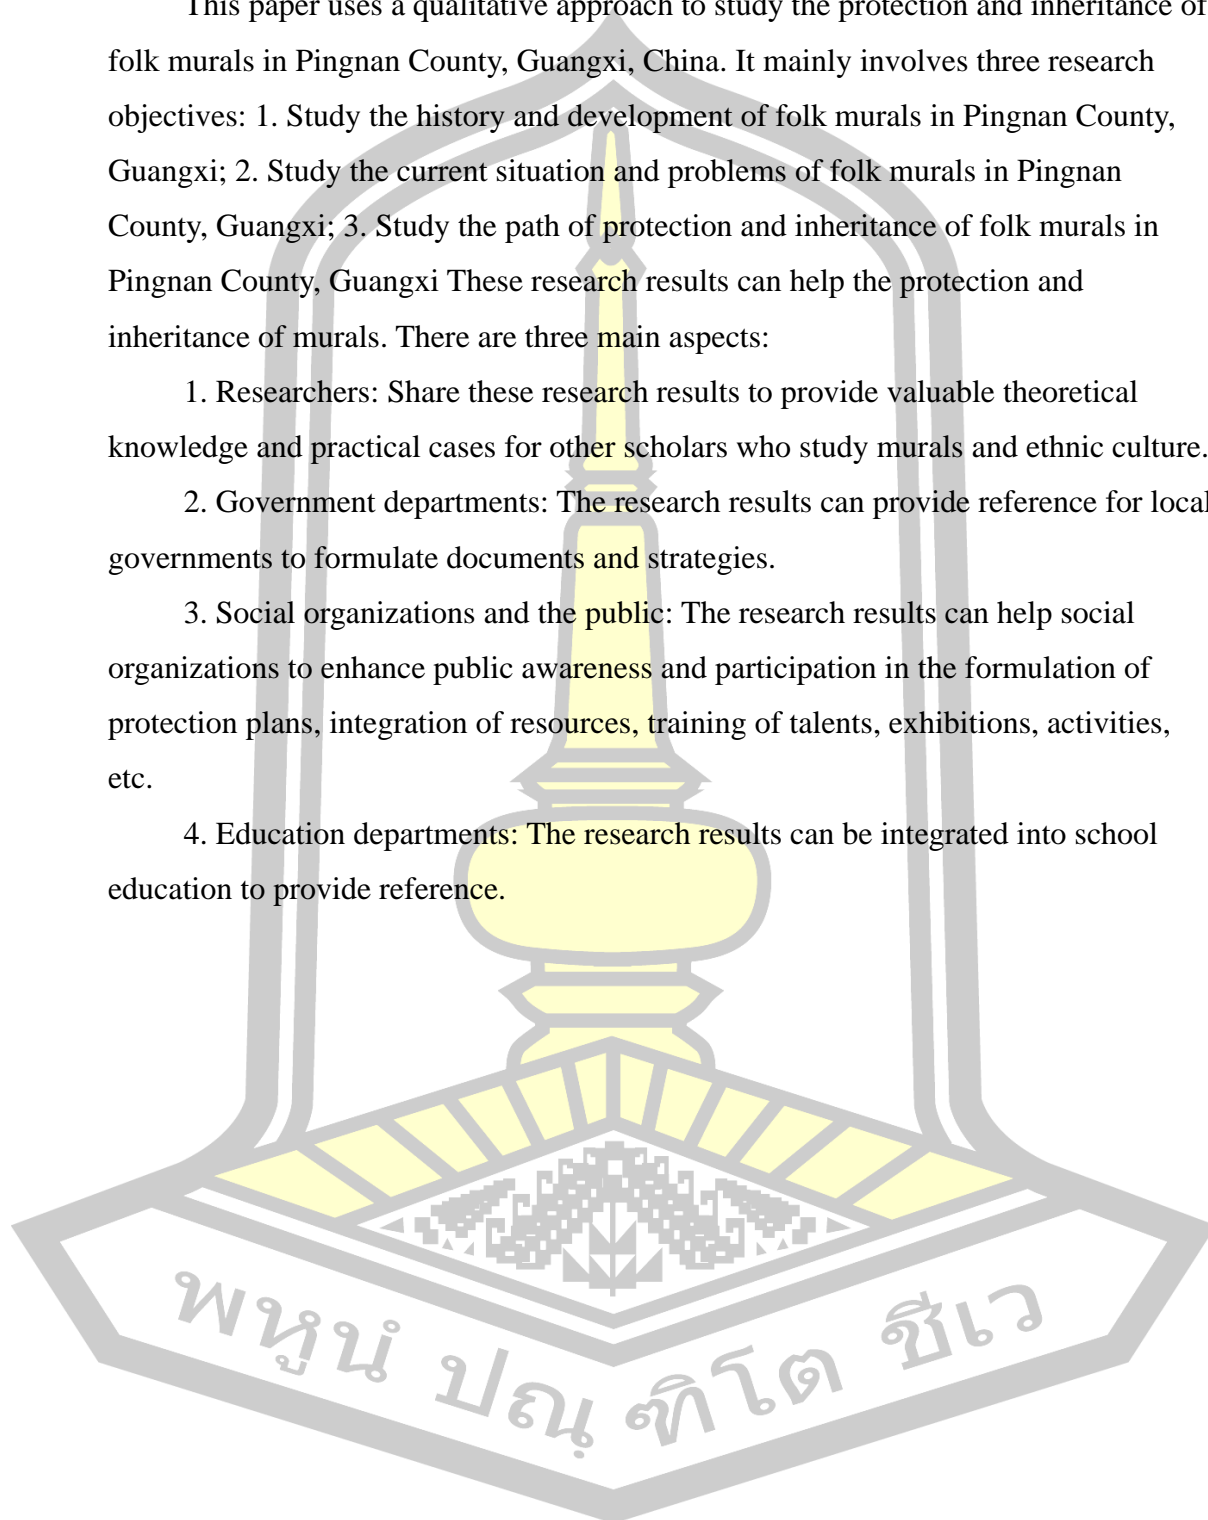 This paper uses a qualitative approach to study the protection and inheritance of
folk murals in Pingnan County, Guangxi, China. It mainly involves three research
objectives: 1. Study the history and development of folk murals in Pingnan County,
Guangxi; 2. Study the current situation and problems of folk murals in Pingnan
County, Guangxi; 3. Study the path of protection and inheritance of folk murals in
Pingnan County, Guangxi These research results can help the protection and
inheritance of murals. There are three main aspects:
1. Researchers: Share these research results to provide valuable theoretical
knowledge and practical cases for other scholars who study murals and ethnic culture.
2. Government departments: The research results can provide reference for local
governments to formulate documents and strategies.
3. Social organizations and the public: The research results can help social
organizations to enhance public awareness and participation in the formulation of
protection plans, integration of resources, training of talents, exhibitions, activities,
etc.
4. Education departments: The research results can be integrated into school
education to provide reference.
พหูนํ ปณฺฑิโต ชีเว